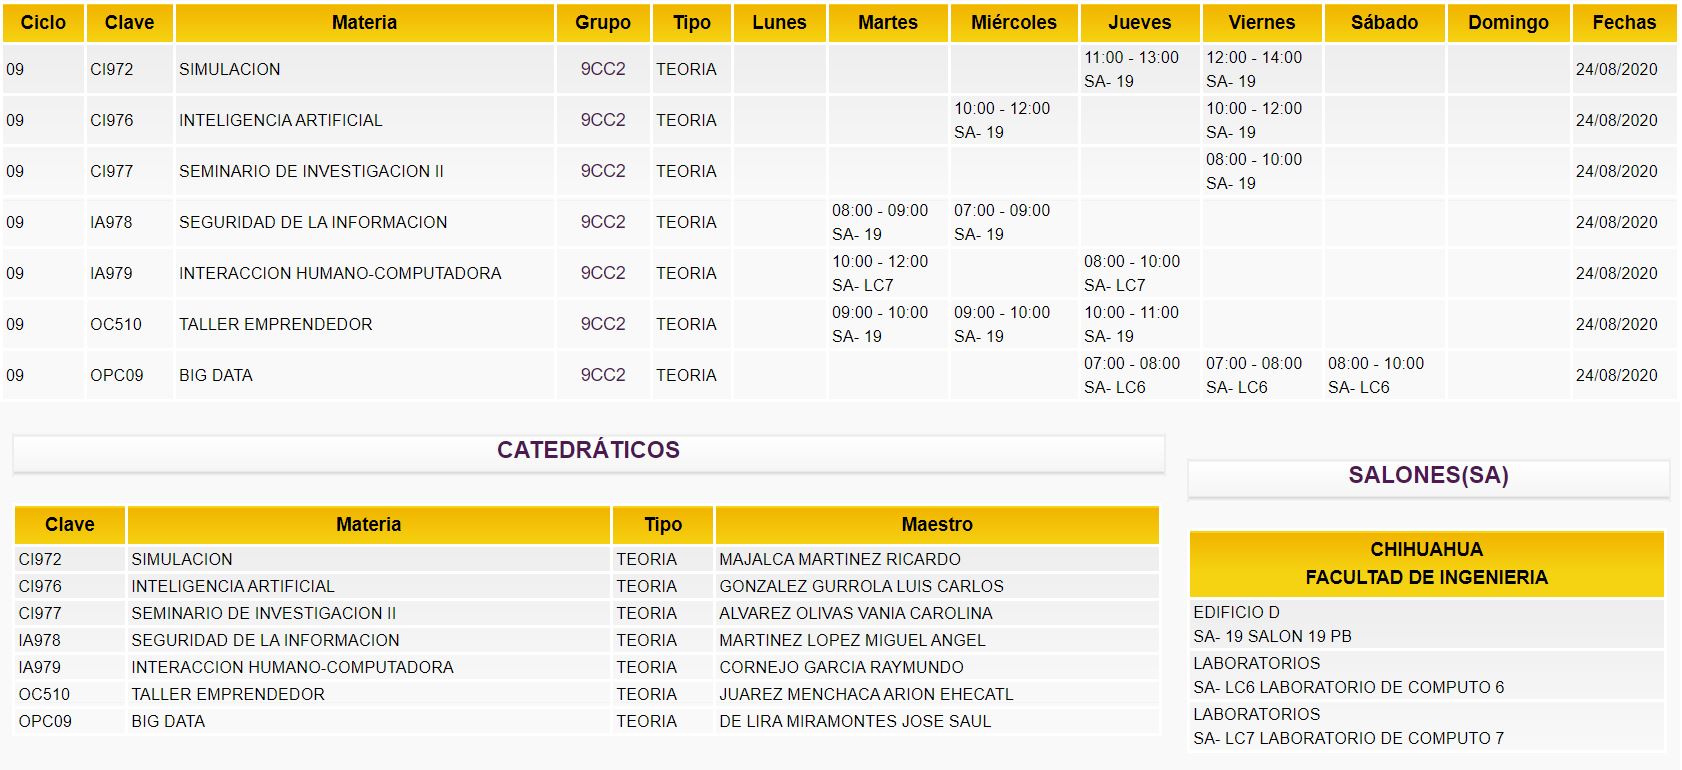 Ciclo Clave Materia Grupo Tipo Lunes Martes Miércoles Jueves Viernes Sábado Domingo Fechas
09 CI972 SIMULACION 9CC2 TEORIA 11:00 - 13:00 SA- 19 12:00 - 14:00 SA- 19 24/08/2020
09 CI976 INTELIGENCIA ARTIFICIAL 9CC2 TEORIA 10:00 - 12:00 SA- 19 10:00 - 12:00 SA- 19 24/08/2020
09 CI977 SEMINARIO DE INVESTIGACION II 9CC2 TEORIA 08:00 - 10:00 SA- 19 24/08/2020
09 IA978 SEGURIDAD DE LA INFORMACION 9CC2 TEORIA 08:00 - 09:00 SA- 19 07:00 - 09:00 SA- 19 24/08/2020
09 IA979 INTERACCION HUMANO-COMPUTADORA 9CC2 TEORIA 10:00 - 12:00 SA- LC7 08:00 - 10:00 SA- LC7 24/08/2020
09 OC510 TALLER EMPRENDEDOR 9CC2 TEORIA 09:00 - 10:00 SA- 19 09:00 - 10:00 SA- 19 10:00 - 11:00 SA- 19 24/08/2020
09 OPC09 BIG DATA 9CC2 TEORIA 07:00 - 08:00 SA- LC6 07:00 - 08:00 SA- LC6 08:00 - 10:00 SA- LC6 24/08/2020
CATEDRÁTICOS
Clave Materia Tipo Maestro
CI972 SIMULACION TEORIA MAJALCA MARTINEZ RICARDO
CI976 INTELIGENCIA ARTIFICIAL TEORIA GONZALEZ GURROLA LUIS CARLOS
CI977 SEMINARIO DE INVESTIGACION II TEORIA ALVAREZ OLIVAS VANIA CAROLINA
IA978 SEGURIDAD DE LA INFORMACION TEORIA MARTINEZ LOPEZ MIGUEL ANGEL
IA979 INTERACCION HUMANO-COMPUTADORA TEORIA CORNEJO GARCIA RAYMUNDO
OC510 TALLER EMPRENDEDOR TEORIA JUAREZ MENCHACA ARION EHECATL
OPC09 BIG DATA TEORIA DE LIRA MIRAMONTES JOSE SAUL
SALONES(SA)
CHIHUAHUA
FACULTAD DE INGENIERIA
EDIFICIO D
SA- 19 SALON 19 PB
LABORATORIOS
SA- LC6 LABORATORIO DE COMPUTO 6
LABORATORIOS
SA- LC7 LABORATORIO DE COMPUTO 7